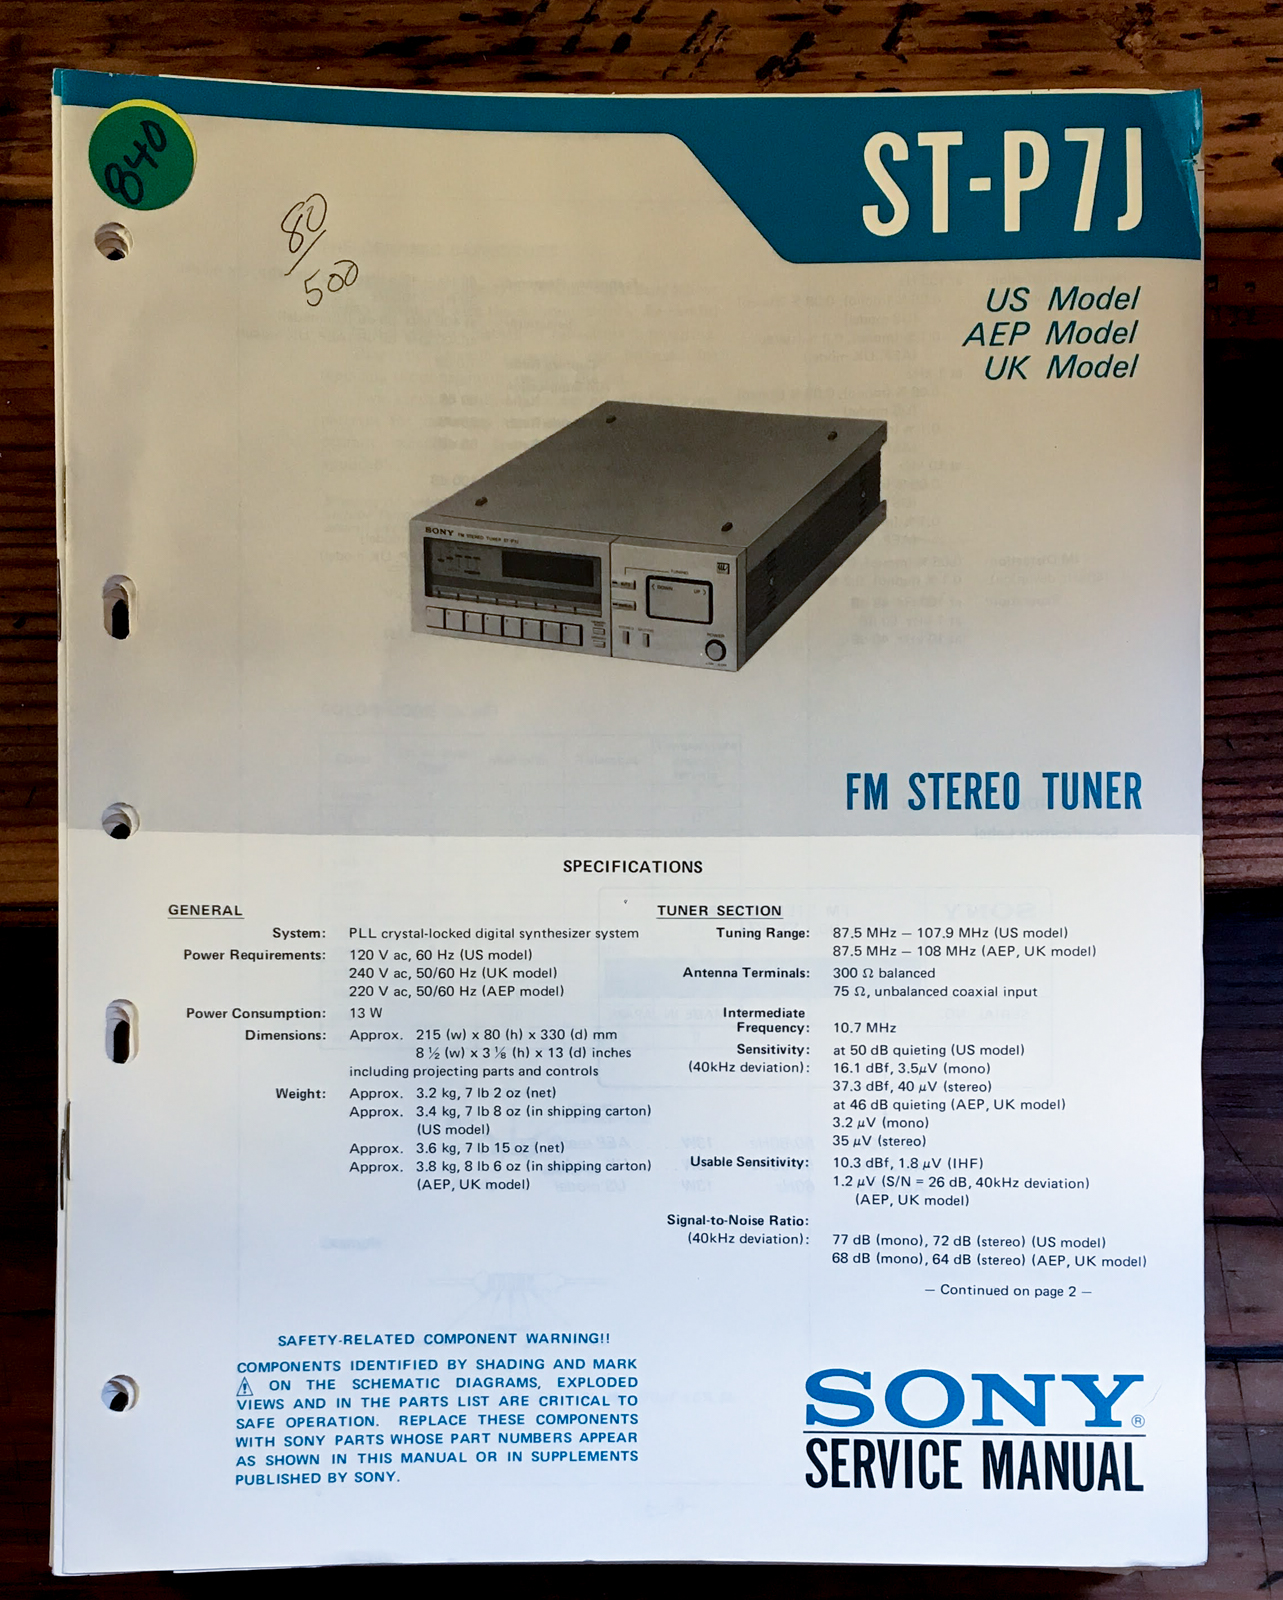 840
80/
500
ST-P7J
US Model
AEP Model
UK Model
SONY FM STEREO TUNER ST-P7J
TUNING
DOWN
UP
POWER
FM STEREO TUNER
SPECIFICATIONS
GENERAL
System: PLL crystal-locked digital synthesizer system
Power Requirements: 120 V ac, 60 Hz (US model)
240 V ac, 50/60 Hz (UK model)
220 V ac, 50/60 Hz (AEP model)
Power Consumption: 13 W
Dimensions: Approx. 215 (w) x 80 (h) x 330 (d) mm
8 ½ (w) x 3 ⅛ (h) x 13 (d) inches
including projecting parts and controls
Weight: Approx. 3.2 kg, 7 lb 2 oz (net)
Approx. 3.4 kg, 7 lb 8 oz (in shipping carton)
(US model)
Approx. 3.6 kg, 7 lb 15 oz (net)
Approx. 3.8 kg, 8 lb 6 oz (in shipping carton)
(AEP, UK model)
TUNER SECTION
Tuning Range: 87.5 MHz — 107.9 MHz (US model)
87.5 MHz — 108 MHz (AEP, UK model)
Antenna Terminals: 300 Ω balanced
75 Ω, unbalanced coaxial input
Intermediate
Frequency: 10.7 MHz
Sensitivity: at 50 dB quieting (US model)
(40kHz deviation): 16.1 dBf, 3.5µV (mono)
37.3 dBf, 40 µV (stereo)
at 46 dB quieting (AEP, UK model)
3.2 µV (mono)
35 µV (stereo)
Usable Sensitivity: 10.3 dBf, 1.8 µV (IHF)
1.2 µV (S/N = 26 dB, 40kHz deviation)
(AEP, UK model)
Signal-to-Noise Ratio:
(40kHz deviation): 77 dB (mono), 72 dB (stereo) (US model)
68 dB (mono), 64 dB (stereo) (AEP, UK model)
— Continued on page 2 —
SAFETY-RELATED COMPONENT WARNING!!
COMPONENTS IDENTIFIED BY SHADING AND MARK
⚠ ON THE SCHEMATIC DIAGRAMS, EXPLODED
VIEWS AND IN THE PARTS LIST ARE CRITICAL TO
SAFE OPERATION. REPLACE THESE COMPONENTS
WITH SONY PARTS WHOSE PART NUMBERS APPEAR
AS SHOWN IN THIS MANUAL OR IN SUPPLEMENTS
PUBLISHED BY SONY.
SONY®
SERVICE MANUAL